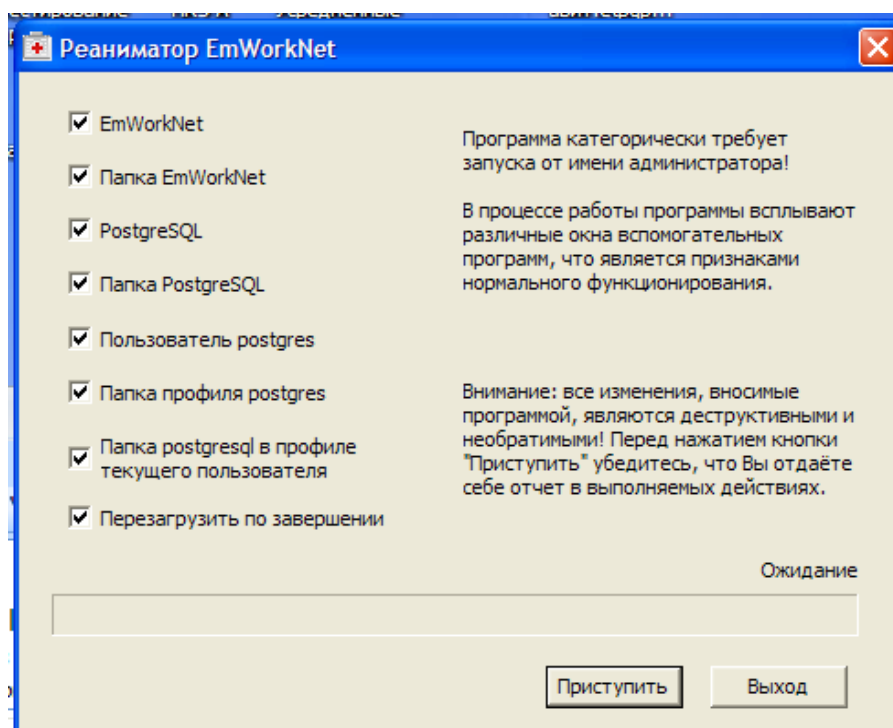 Реаниматор EmWorkNet
EmWorkNet
Папка EmWorkNet
PostgreSQL
Папка PostgreSQL
Пользователь postgres
Папка профиля postgres
Папка postgresql в профиле
текущего пользователя
Перезагрузить по завершении
Программа категорически требует
запуска от имени администратора!
В процессе работы программы всплывают
различные окна вспомогательных
программ, что является признаками
нормального функционирования.
Внимание: все изменения, вносимые
программой, являются деструктивными и
необратимыми! Перед нажатием кнопки
"Приступить" убедитесь, что Вы отдаёте
себе отчет в выполняемых действиях.
Ожидание
Приступить
Выход